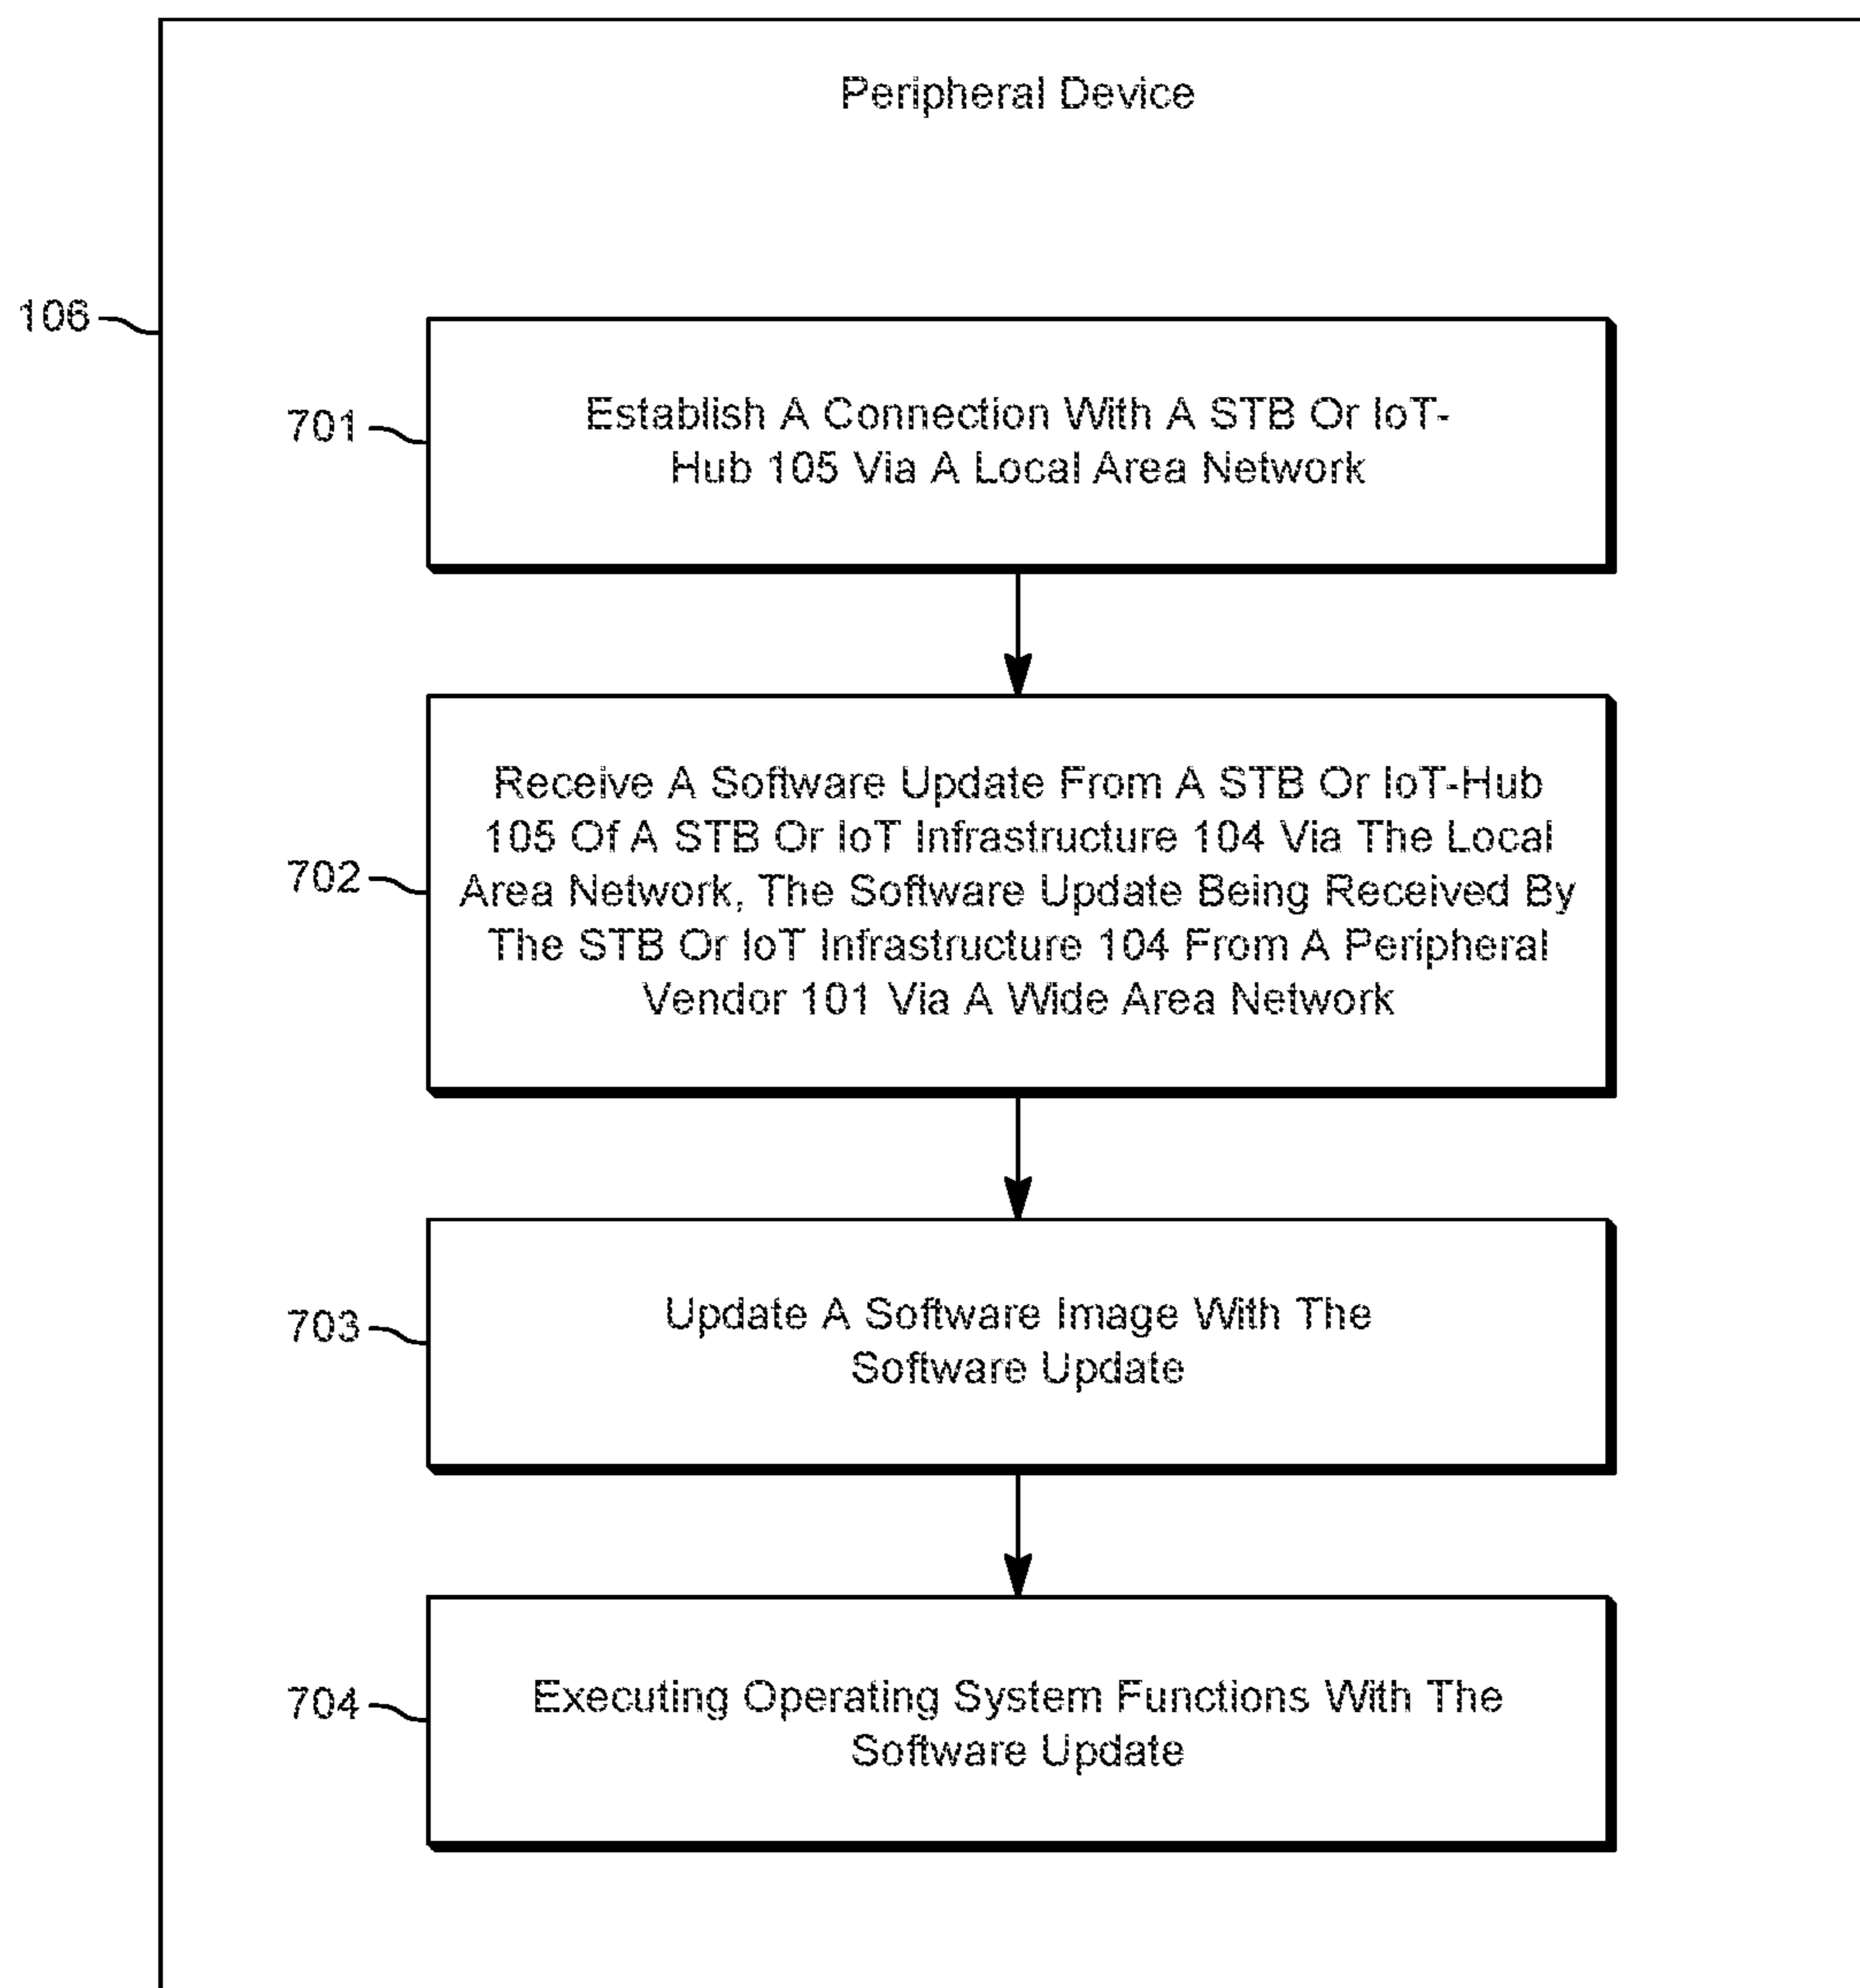 Peripheral Device
106
701
Establish A Connection With A STB Or IoT-
Hub 105 Via A Local Area Network
702
Receive A Software Update From A STB Or IoT-Hub
105 Of A STB Or IoT Infrastructure 104 Via The Local
Area Network, The Software Update Being Received By
The STB Or IoT Infrastructure 104 From A Peripheral
Vendor 101 Via A Wide Area Network
703
Update A Software Image With The
Software Update
704
Executing Operating System Functions With The
Software Update